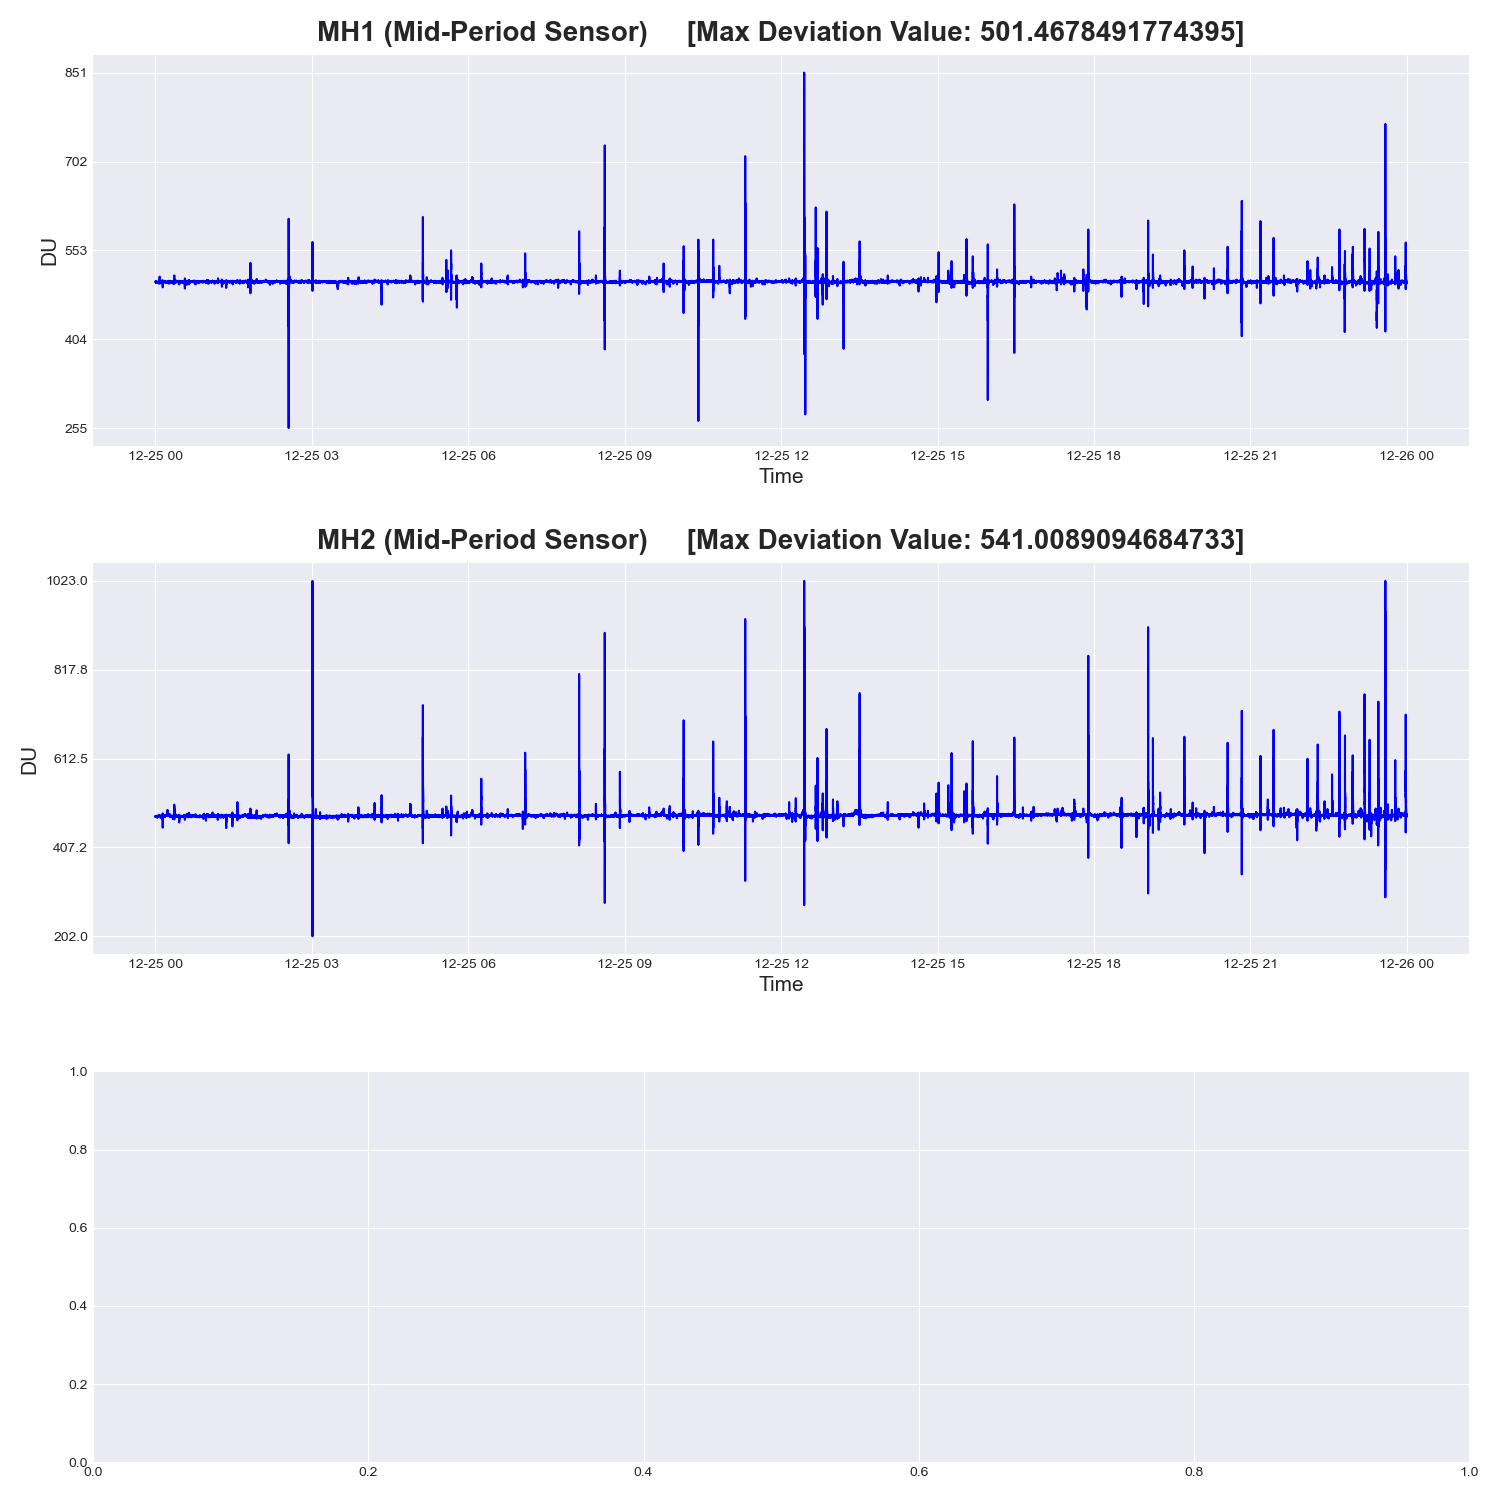 MH1 (Mid-Period Sensor) [Max Deviation Value: 501.4678491774395]
851
702
553
404
255
DU
12-25 00 12-25 03 12-25 06 12-25 09 12-25 12 12-25 15 12-25 18 12-25 21 12-26 00
Time
MH2 (Mid-Period Sensor) [Max Deviation Value: 541.0089094684733]
1023.0
817.8
612.5
407.2
202.0
DU
12-25 00 12-25 03 12-25 06 12-25 09 12-25 12 12-25 15 12-25 18 12-25 21 12-26 00
Time
1.0
0.8
0.6
0.4
0.2
0.0
0.0 0.2 0.4 0.6 0.8 1.0